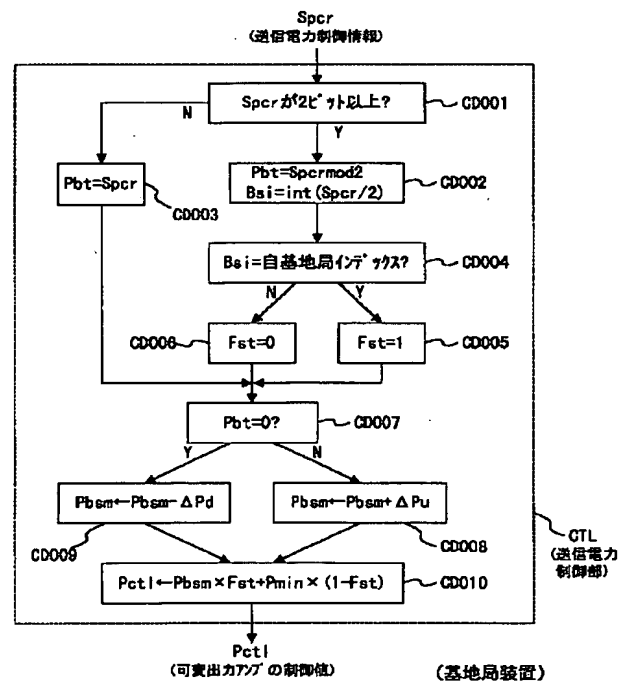 Spcr
(送信電力制御情報)
Spcrが2ビット以上?
CD001
N
Y
Pbt=Spcr
CD003
Pbt=Spcrmod2
Bsi=int(Spcr/2)
CD002
Bsi=自基地局インデックス?
CD004
N
Y
CD006
Fst=0
Fst=1
CD005
Pbt=0?
CD007
Y
N
Pbsm←Pbsm-ΔPd
Pbsm←Pbsm+ΔPu
CD009
CD008
CTL
(送信電力
制御部)
Pctl←Pbsm×Fst+Pmin×(1-Fst)
CD010
Pctl
(可変出力アンプの制御値)
(基地局装置)